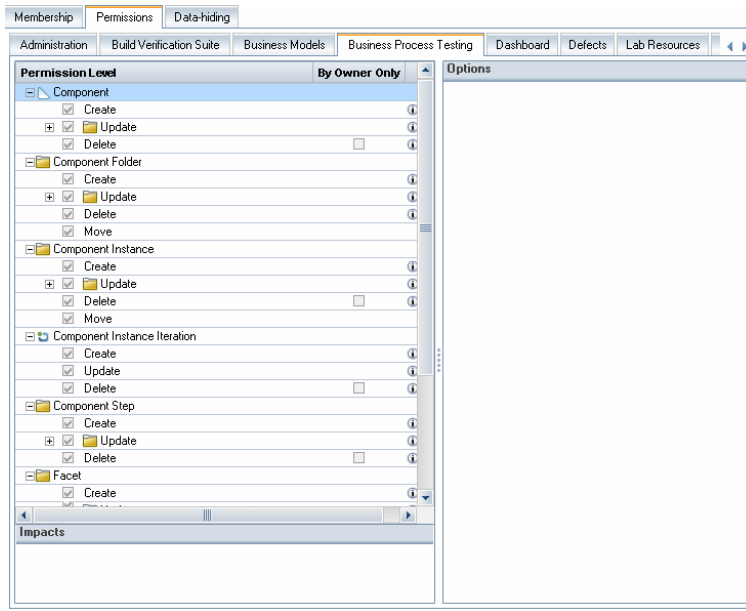 Membership Permissions Data-hiding
Administration Build Verification Suite Business Models Business Process Testing Dashboard Defects Lab Resources
Permission Level By Owner Only
Options
Component
Create
Update
Delete
Component Folder
Create
Update
Delete
Move
Component Instance
Create
Update
Delete
Move
Component Instance Iteration
Create
Update
Delete
Component Step
Create
Update
Delete
Facet
Create
Impacts